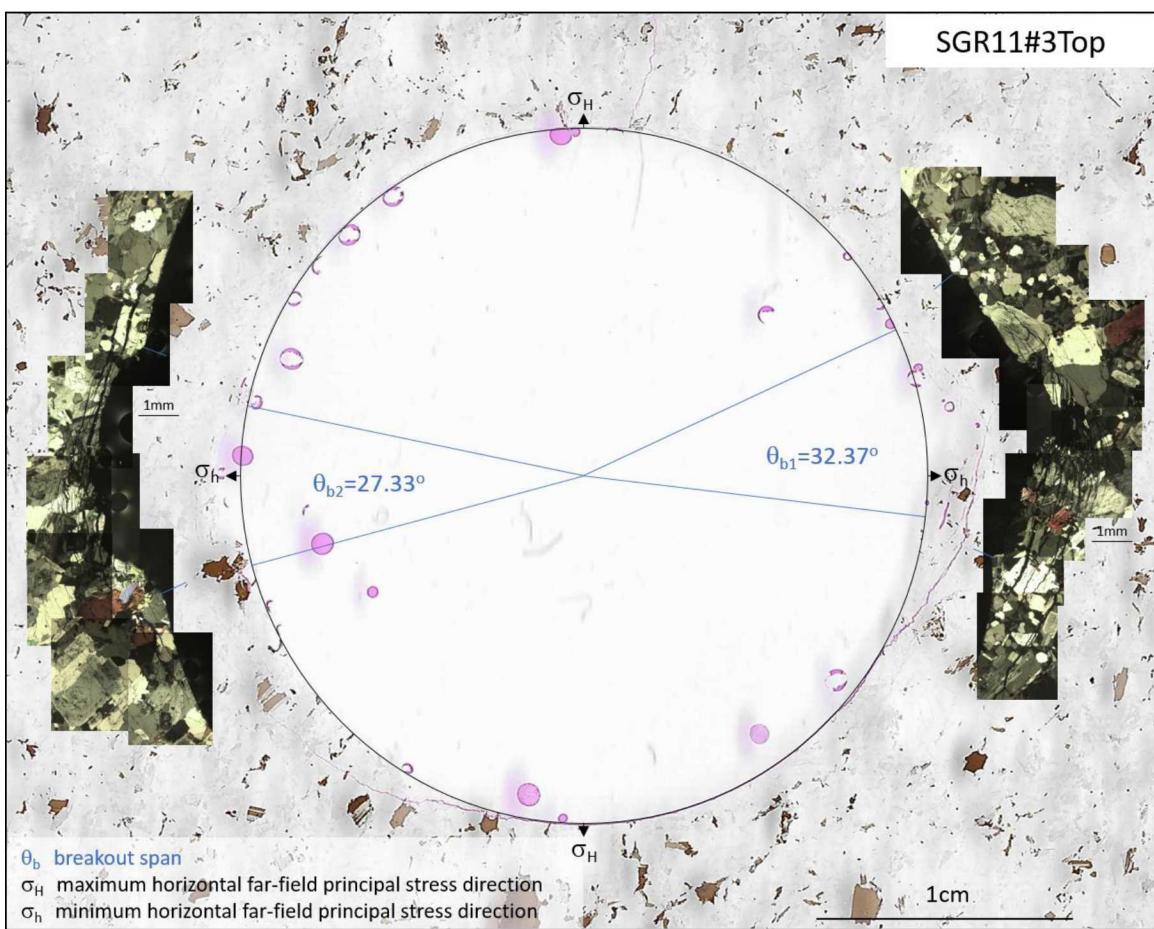 SGR11#3Top
σH
1mm
σh
θb2=27.33°
θb1=32.37°
σh
1mm
σH
θb breakout span
σH maximum horizontal far-field principal stress direction
σh minimum horizontal far-field principal stress direction
1cm